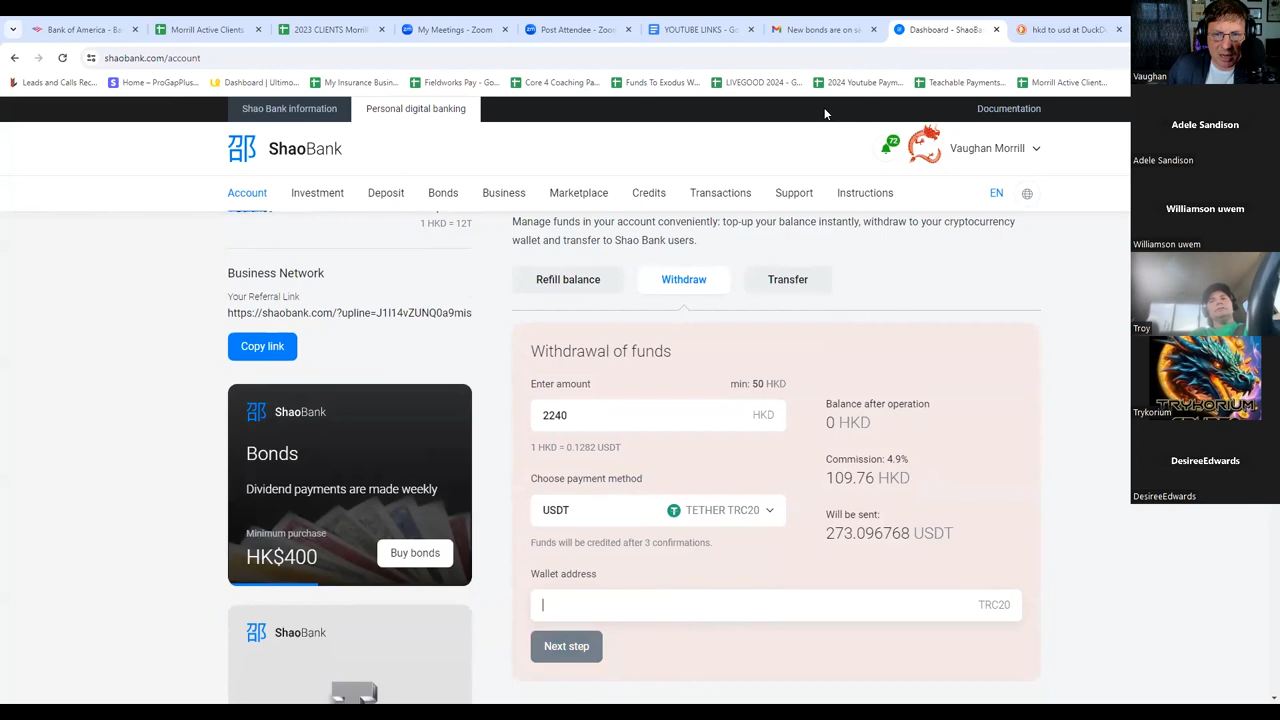 Bank of America - Ba
Morrill Active Clients
2023 CLIENTS Morrill
My Meetings - Zoom
Post Attendee - Zoo
YOUTUBE LINKS - Go
New bonds are on sa
Dashboard - ShaoBa
hkd to usd at DuckD
shaobank.com/account
Leads and Calls Rec...
Home – ProGapPlus...
Dashboard | Ultimo...
My Insurance Busin...
Fieldworks Pay - Go...
Core 4 Coaching Pa...
Funds To Exodus W...
LIVEGOOD 2024 - G...
2024 Youtube Paym...
Teachable Payments...
Morrill Active Client...
Shao Bank information
Personal digital banking
Documentation
邵 ShaoBank
72
Vaughan Morrill
Account
Investment
Deposit
Bonds
Business
Marketplace
Credits
Transactions
Support
Instructions
EN
1 HKD = 12T
Business Network
Your Referral Link
https://shaobank.com/?upline=J1I14vZUNQ0a9mis
Copy link
邵 ShaoBank
Bonds
Dividend payments are made weekly
Minimum purchase
HK$400
Buy bonds
邵 ShaoBank
Manage funds in your account conveniently: top-up your balance instantly, withdraw to your cryptocurrency
wallet and transfer to Shao Bank users.
Refill balance
Withdraw
Transfer
Withdrawal of funds
Enter amount
min: 50 HKD
2240 HKD
1 HKD = 0.1282 USDT
Choose payment method
USDT
TETHER TRC20
Funds will be credited after 3 confirmations.
Wallet address
TRC20
Next step
Balance after operation
0 HKD
Commission: 4.9%
109.76 HKD
Will be sent:
273.096768 USDT
Vaughan
Adele Sandison
Adele Sandison
Williamson uwem
Williamson uwem
Troy
TRYKORIUM
Trykorium
DesireeEdwards
DesireeEdwards